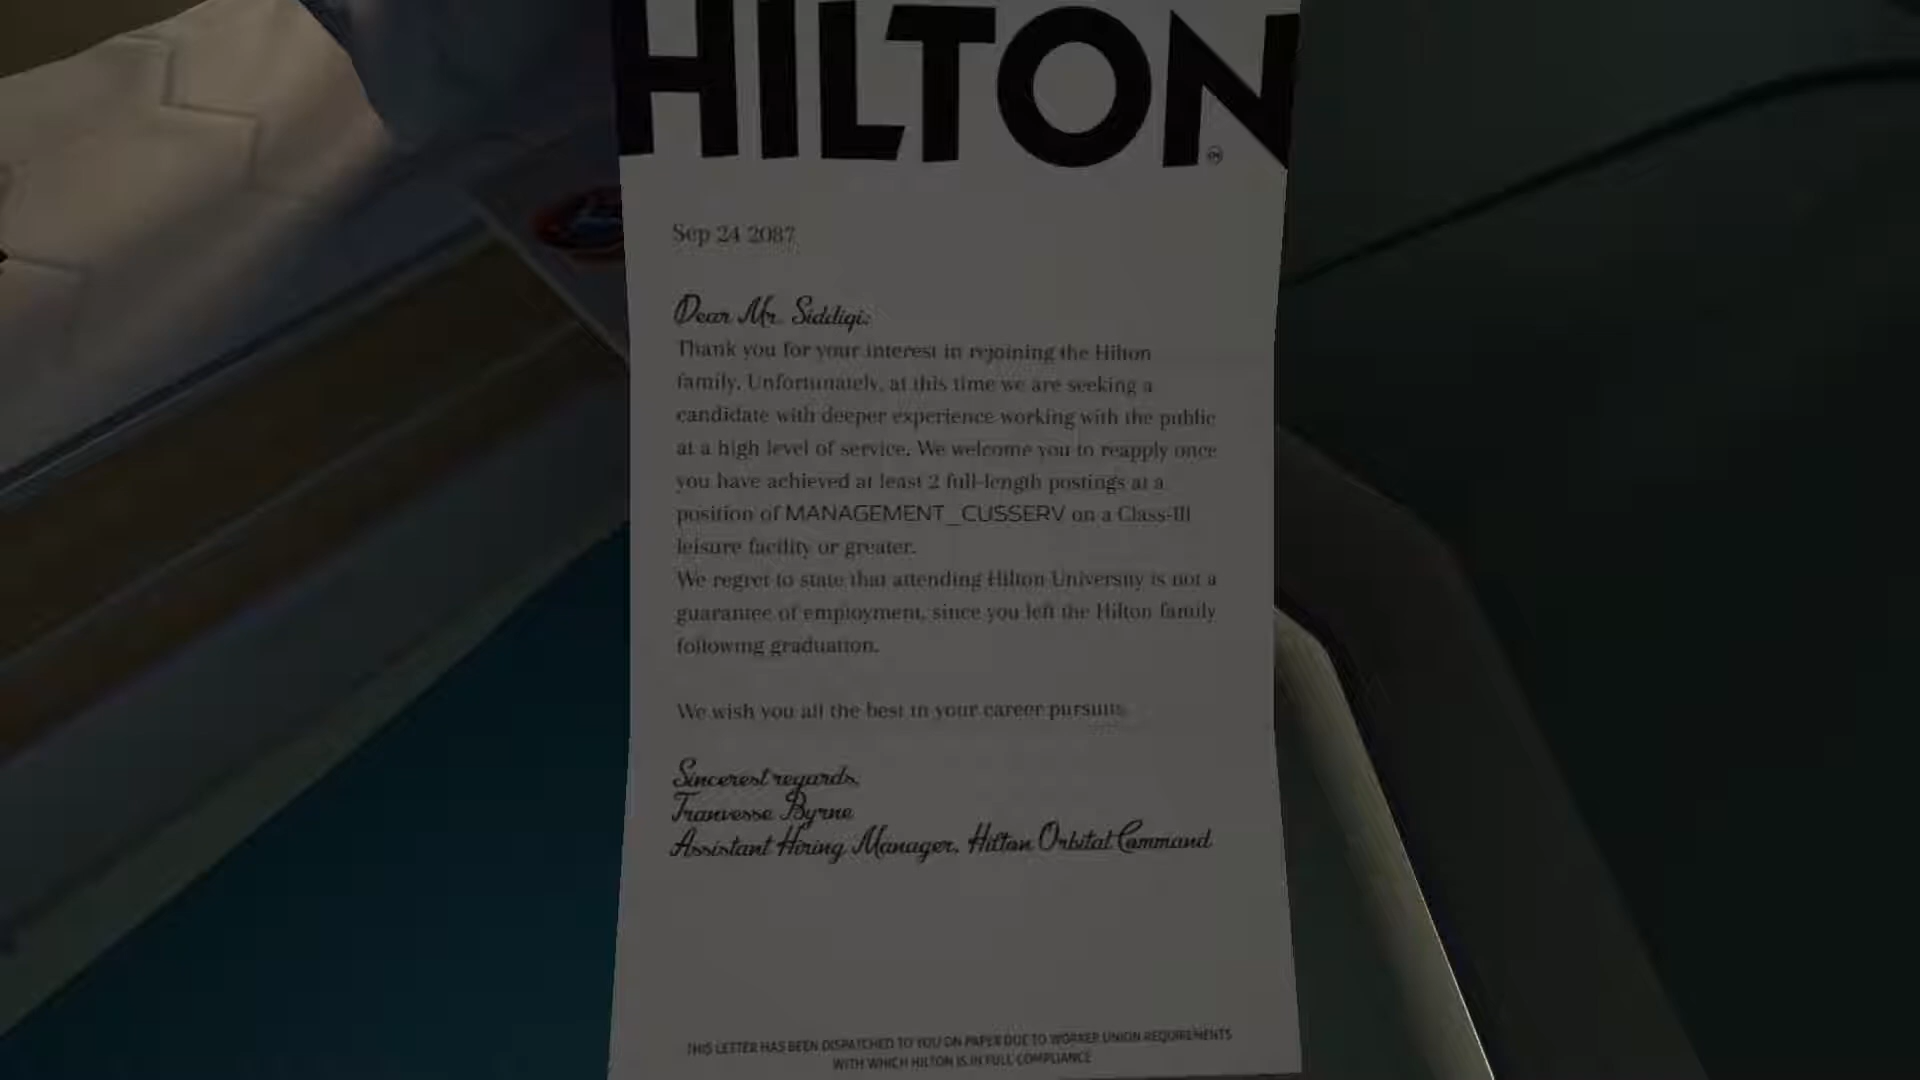 HILTON
Sep 24 2087
Dear Mr. Siddiqi:
Thank you for your interest in rejoining the Hilton
family. Unfortunately, at this time we are seeking a
candidate with deeper experience working with the public
at a high level of service. We welcome you to reapply once
you have achieved at least 2 full-length postings at a
position of MANAGEMENT_CUSSERV on a Class-III
leisure facility or greater.
We regret to state that attending Hilton University is not a
guarantee of employment, since you left the Hilton family
following graduation.
We wish you all the best in your career pursuits.
Sincerest regards,
Tranvesse Byrne
Assistant Hiring Manager, Hilton Orbital Command
THIS LETTER HAS BEEN DISPATCHED TO YOU ON PAPER DUE TO WORKER UNION REQUIREMENTS
WITH WHICH HILTON IS IN FULL COMPLIANCE